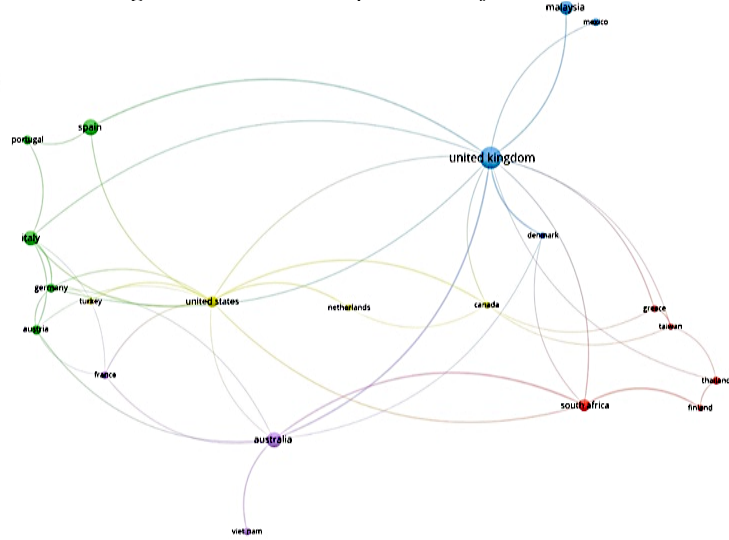 malaysia
mexico
portugal
spain
united kingdom
italy
denmark
germany
turkey
united states
netherlands
canada
greece
taiwan
austria
france
thailand
south africa
finland
australia
viet nam